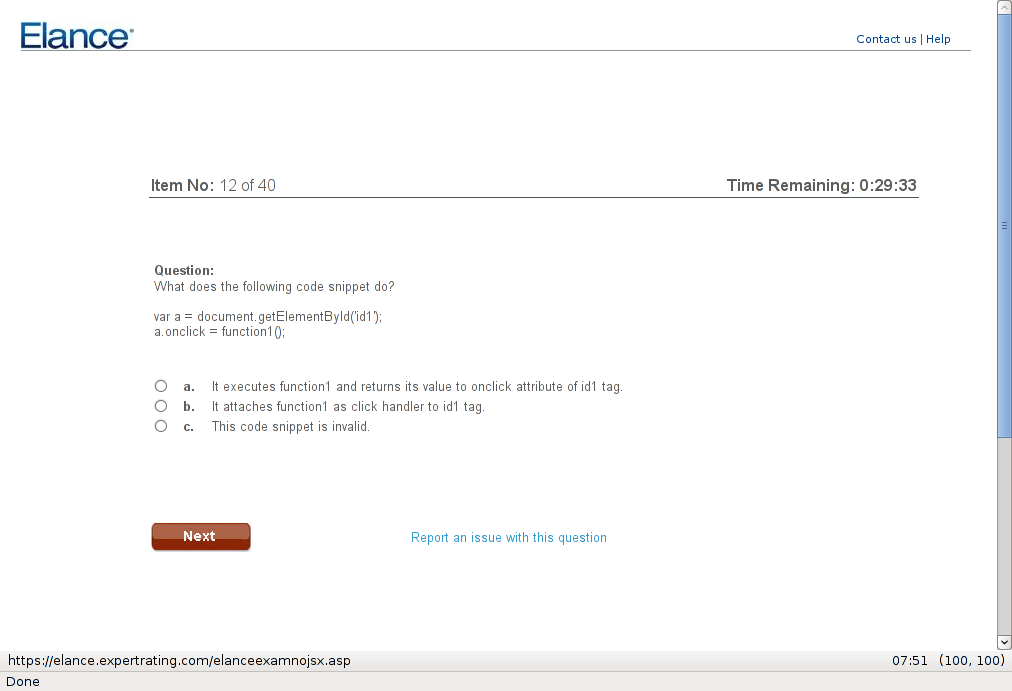 Elance
Contact us | Help
Item No: 12 of 40
Time Remaining: 0:29:33
Question:
What does the following code snippet do?
var a = document.getElementById('id1');
a.onclick = function1();
a. It executes function1 and returns its value to onclick attribute of id1 tag.
b. It attaches function1 as click handler to id1 tag.
c. This code snippet is invalid.
Next
Report an issue with this question
https://elance.expertrating.com/elanceexamnojsx.asp
07:51 (100, 100)
Done